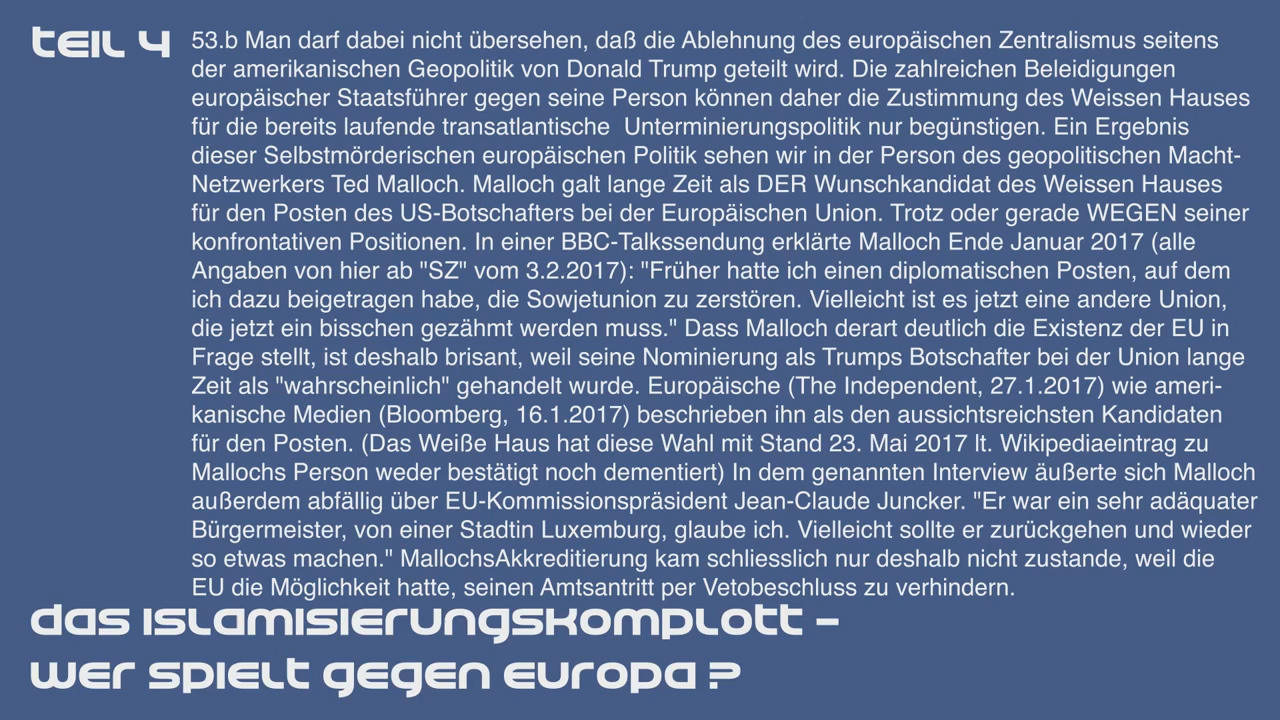 Teil 4
53.b Man darf dabei nicht übersehen, daß die Ablehnung des europäischen Zentralismus seitens
der amerikanischen Geopolitik von Donald Trump geteilt wird. Die zahlreichen Beleidigungen
europäischer Staatsführer gegen seine Person können daher die Zustimmung des Weissen Hauses
für die bereits laufende transatlantische  Unterminierungspolitik nur begünstigen. Ein Ergebnis
dieser Selbstmörderischen europäischen Politik sehen wir in der Person des geopolitischen Macht-
Netzwerkers Ted Malloch. Malloch galt lange Zeit als DER Wunschkandidat des Weissen Hauses
für den Posten des US-Botschafters bei der Europäischen Union. Trotz oder gerade WEGEN seiner
konfrontativen Positionen. In einer BBC-Talkssendung erklärte Malloch Ende Januar 2017 (alle
Angaben von hier ab "SZ" vom 3.2.2017): "Früher hatte ich einen diplomatischen Posten, auf dem
ich dazu beigetragen habe, die Sowjetunion zu zerstören. Vielleicht ist es jetzt eine andere Union,
die jetzt ein bisschen gezähmt werden muss." Dass Malloch derart deutlich die Existenz der EU in
Frage stellt, ist deshalb brisant, weil seine Nominierung als Trumps Botschafter bei der Union lange
Zeit als "wahrscheinlich" gehandelt wurde. Europäische (The Independent, 27.1.2017) wie ameri-
kanische Medien (Bloomberg, 16.1.2017) beschrieben ihn als den aussichtsreichsten Kandidaten
für den Posten. (Das Weiße Haus hat diese Wahl mit Stand 23. Mai 2017 lt. Wikipediaeintrag zu
Mallochs Person weder bestätigt noch dementiert) In dem genannten Interview äußerte sich Malloch
außerdem abfällig über EU-Kommissionspräsident Jean-Claude Juncker. "Er war ein sehr adäquater
Bürgermeister, von einer Stadtin Luxemburg, glaube ich. Vielleicht sollte er zurückgehen und wieder
so etwas machen." MallochsAkkreditierung kam schliesslich nur deshalb nicht zustande, weil die
EU die Möglichkeit hatte, seinen Amtsantritt per Vetobeschluss zu verhindern.
das Islamisierungskomplott –
wer spielt gegen Europa ?